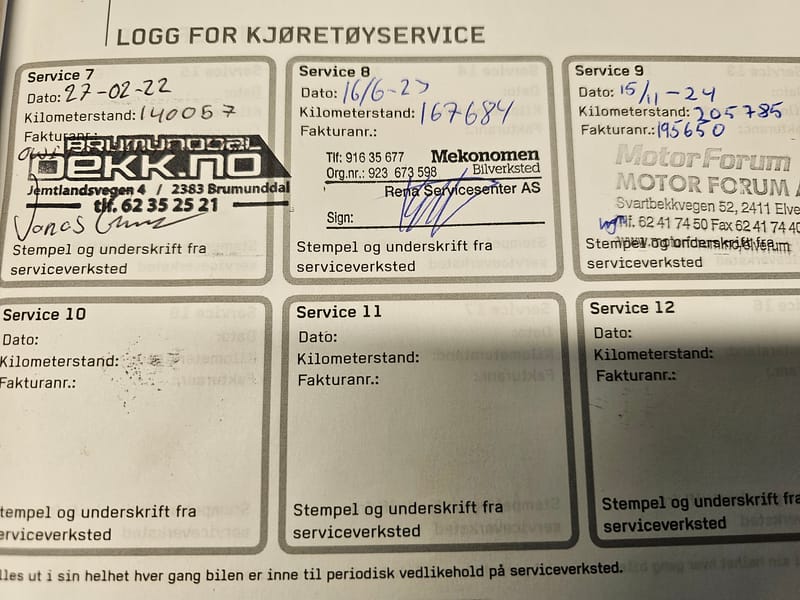 LOGG FOR KJØRETØYSERVICE
Service 7
Dato: 27-02-22
Kilometerstand: 140057
Fakturanr.:
BRUMUNDDAL
DEKK.NO
Jemtlandsvegen 4 / 2383 Brumunddal
tlf. 62 35 25 21
Jonas
Stempel og underskrift fra
serviceverksted
Service 8
Dato: 16/6-23
Kilometerstand: 167684
Fakturanr.:
Tlf: 916 35 677 Mekonomen
Org.nr.: 923 673 598 Bilverksted
Rena Servicesenter AS
Sign:
Stempel og underskrift fra
serviceverksted
Service 9
Dato: 15/11-24
Kilometerstand: 205785
Fakturanr.: 195650
MotorForum
MOTOR FORUM
Svartbekkvegen 52, 2411 Elve
Tlf. 62 41 74 50 Fax 62 41 74 40
Stempel og underskrift fra
serviceverksted
Service 10
Dato:
Kilometerstand:
Fakturanr.:
tempel og underskrift fra
erviceverksted
Service 11
Dato:
Kilometerstand:
Fakturanr.:
Stempel og underskrift fra
serviceverksted
Service 12
Dato:
Kilometerstand:
Fakturanr.:
Stempel og underskrift fra
serviceverksted
lles ut i sin helhet hver gang bilen er inne til periodisk vedlikehold på serviceverksted.